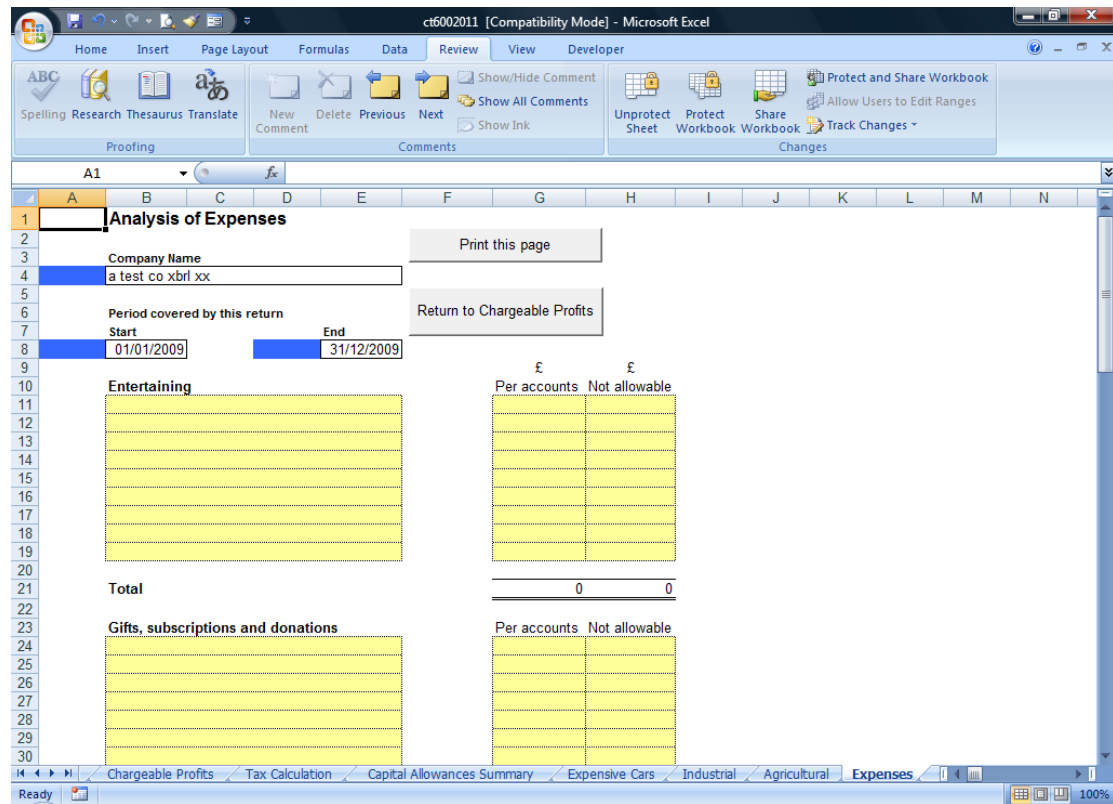 ct6002011 [Compatibility Mode] - Microsoft Excel
Home Insert Page Layout Formulas Data Review View Developer
ABC Show/Hide Comment Protect and Share Workbook
Show All Comments Allow Users to Edit Ranges
Spelling Research Thesaurus Translate New Comment Delete Previous Next Show Ink Unprotect Sheet Protect Workbook Share Workbook Track Changes
Proofing Comments Changes
A1 fx
A B C D E F G H I J K L M N
1 Analysis of Expenses
2 Print this page
3 Company Name
4 a test co xbrl xx
5
6 Period covered by this return Return to Chargeable Profits
7 Start End
8 01/01/2009 31/12/2009
9 £ £
10 Entertaining Per accounts Not allowable
11
12
13
14
15
16
17
18
19
20
21 Total 0 0
22
23 Gifts, subscriptions and donations Per accounts Not allowable
24
25
26
27
28
29
30
Chargeable Profits Tax Calculation Capital Allowances Summary Expensive Cars Industrial Agricultural Expenses
Ready 100%